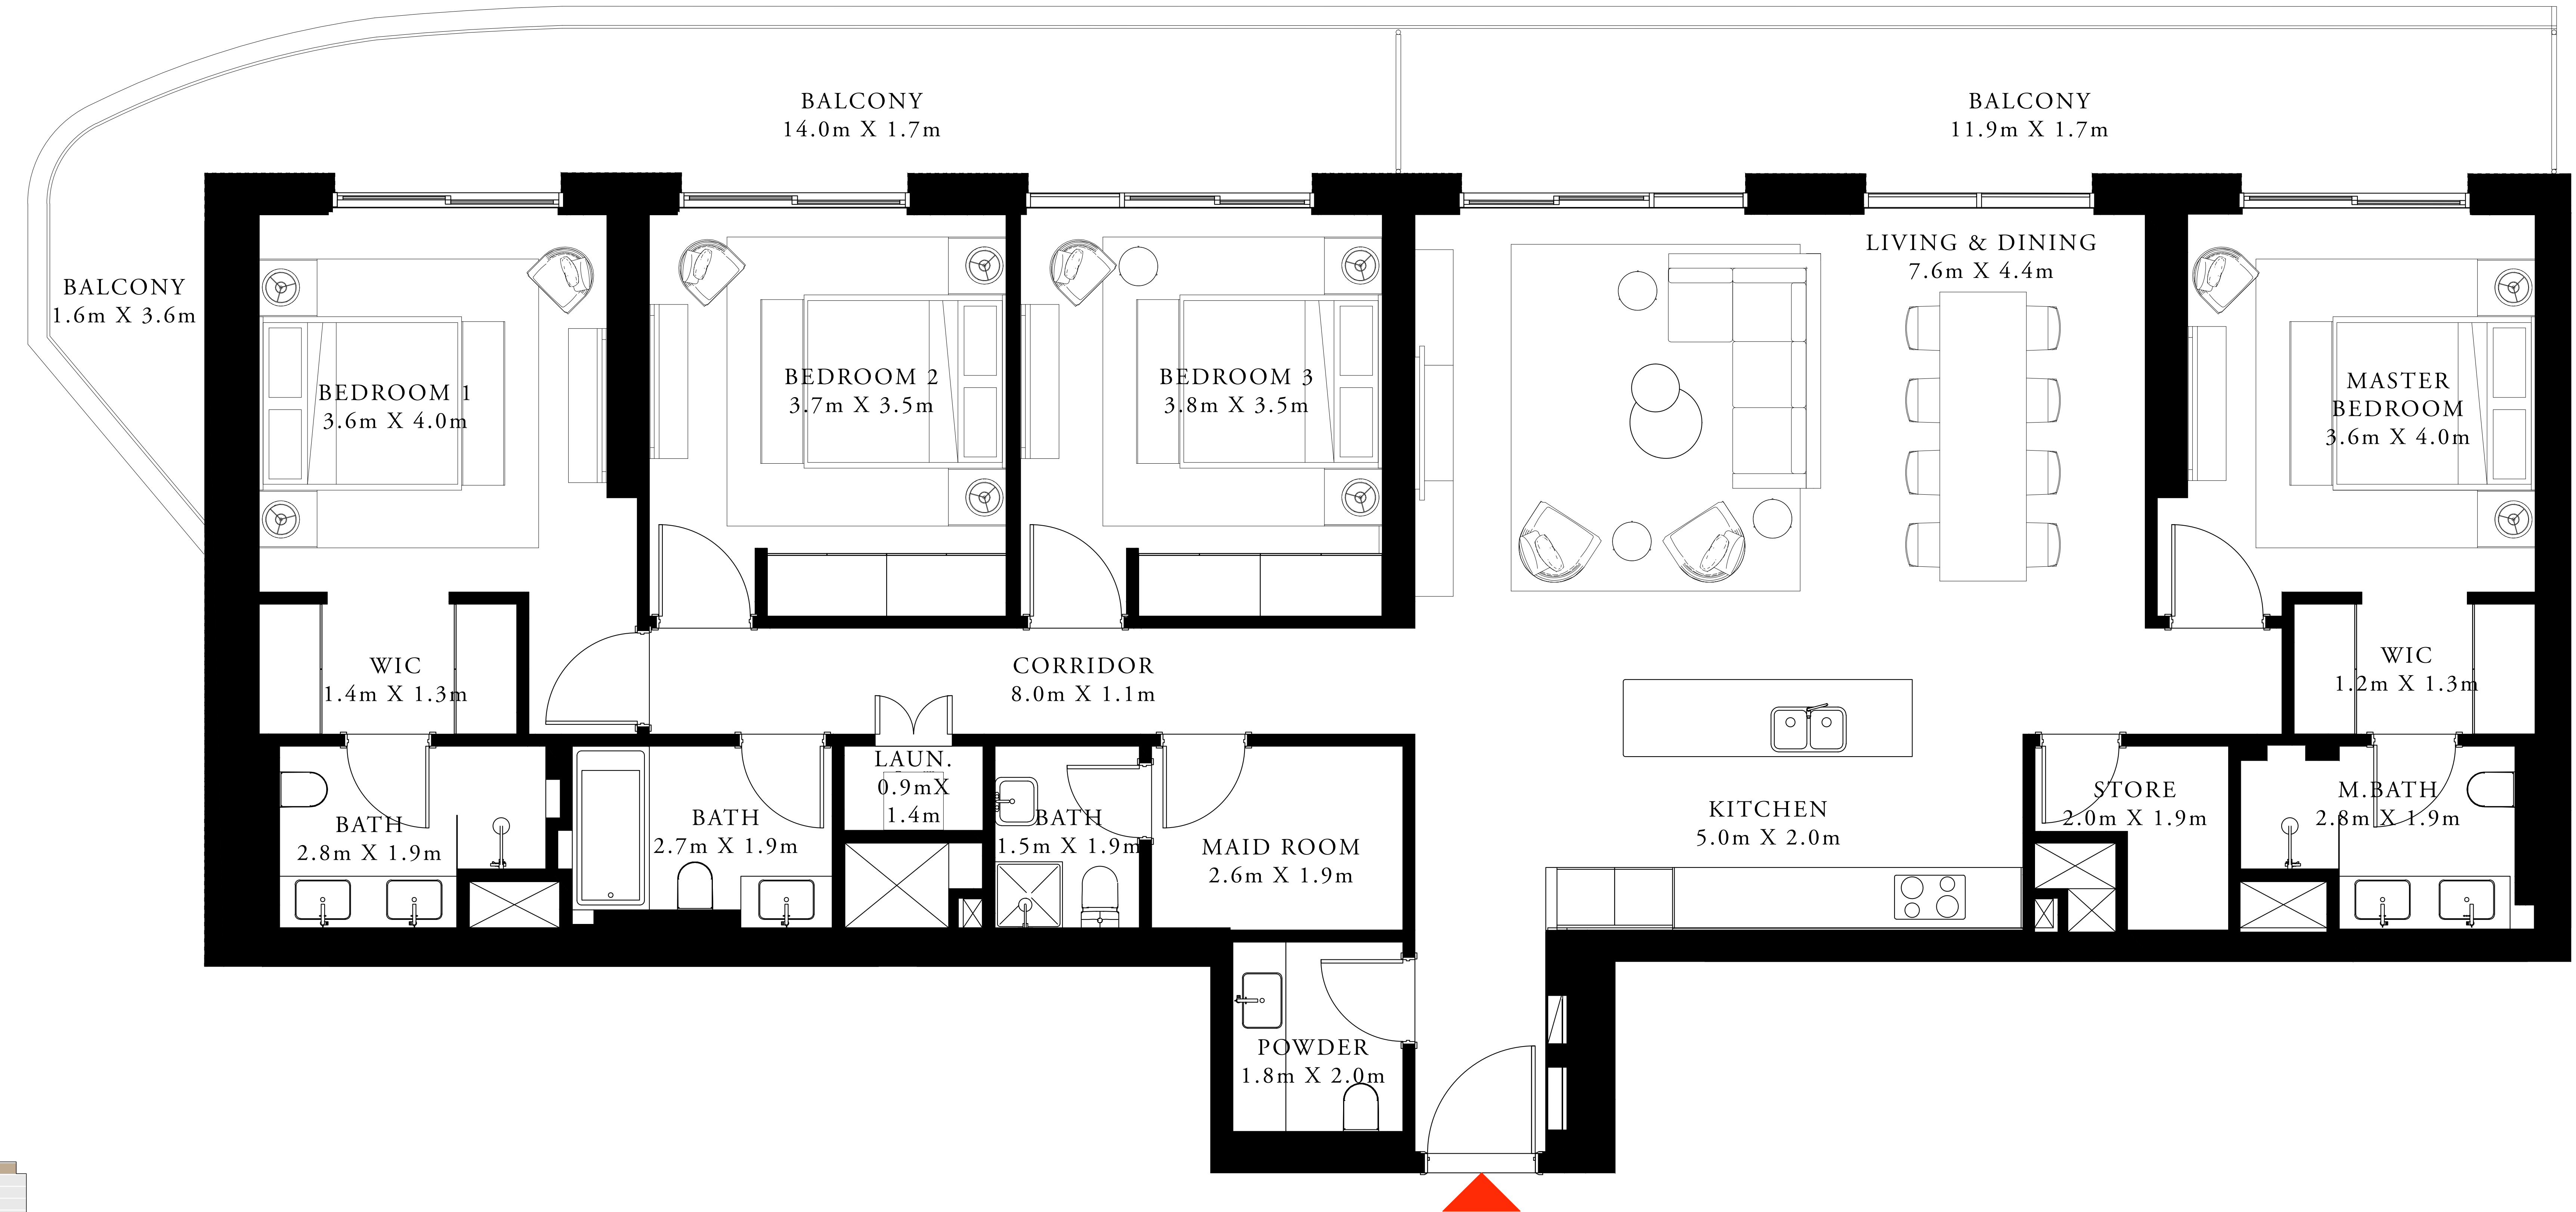 BALCONY
14.0m X 1.7m
BALCONY
11.9m X 1.7m
BALCONY
1.6m X 3.6m
LIVING & DINING
7.6m X 4.4m
BEDROOM 1
3.6m X 4.0m
BEDROOM 2
3.7m X 3.5m
BEDROOM 3
3.8m X 3.5m
MASTER
BEDROOM
3.6m X 4.0m
WIC
1.4m X 1.3m
CORRIDOR
8.0m X 1.1m
WIC
1.2m X 1.3m
LAUN.
0.9mX
1.4m
BATH
2.8m X 1.9m
BATH
2.7m X 1.9m
BATH
1.5m X 1.9m
MAID ROOM
2.6m X 1.9m
KITCHEN
5.0m X 2.0m
STORE
2.0m X 1.9m
M.BATH
2.8m X 1.9m
POWDER
1.8m X 2.0m